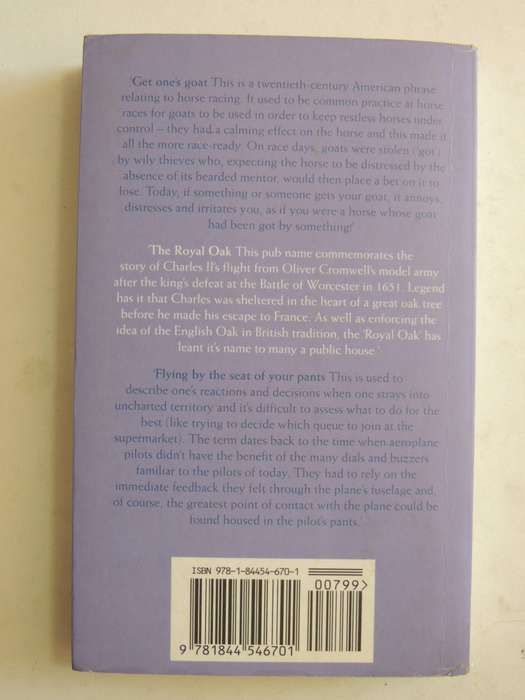 'Get one's goat This is a twentieth-century American phrase
relating to horse racing. It used to be common practice at horse
races for goats to be used in order to keep restless horses under
control – they had a calming effect on the horse and this made it
all the more race-ready. On race days, goats were stolen ('got')
by wily thieves who, expecting the horse to be distressed by the
absence of its bearded mentor, would then place a bet on it to
lose. Today, if something or someone gets your goat, it annoys,
distresses and irritates you, as if you were a horse whose goat
had been got by something!'
'The Royal Oak This pub name commemorates the
story of Charles II's flight from Oliver Cromwell's model army
after the king's defeat at the Battle of Worcester in 1651. Legend
has it that Charles was sheltered in the heart of a great oak tree
before he made his escape to France. As well as enforcing the
idea of the English Oak in British tradition, the 'Royal Oak' has
leant it's name to many a public house.'
'Flying by the seat of your pants This is used to
describe one's reactions and decisions when one strays into
uncharted territory and it's difficult to assess what to do for the
best (like trying to decide which queue to join at the
supermarket). The term dates back to the time when aeroplane
pilots didn't have the benefit of the many dials and buzzers
familiar to the pilots of today. They had to rely on the
immediate feedback they felt through the plane's fuselage and,
of course, the greatest point of contact with the plane could be
found housed in the pilot's pants.'
ISBN 978-1-84454-670-1
00799>
9 781844 546701